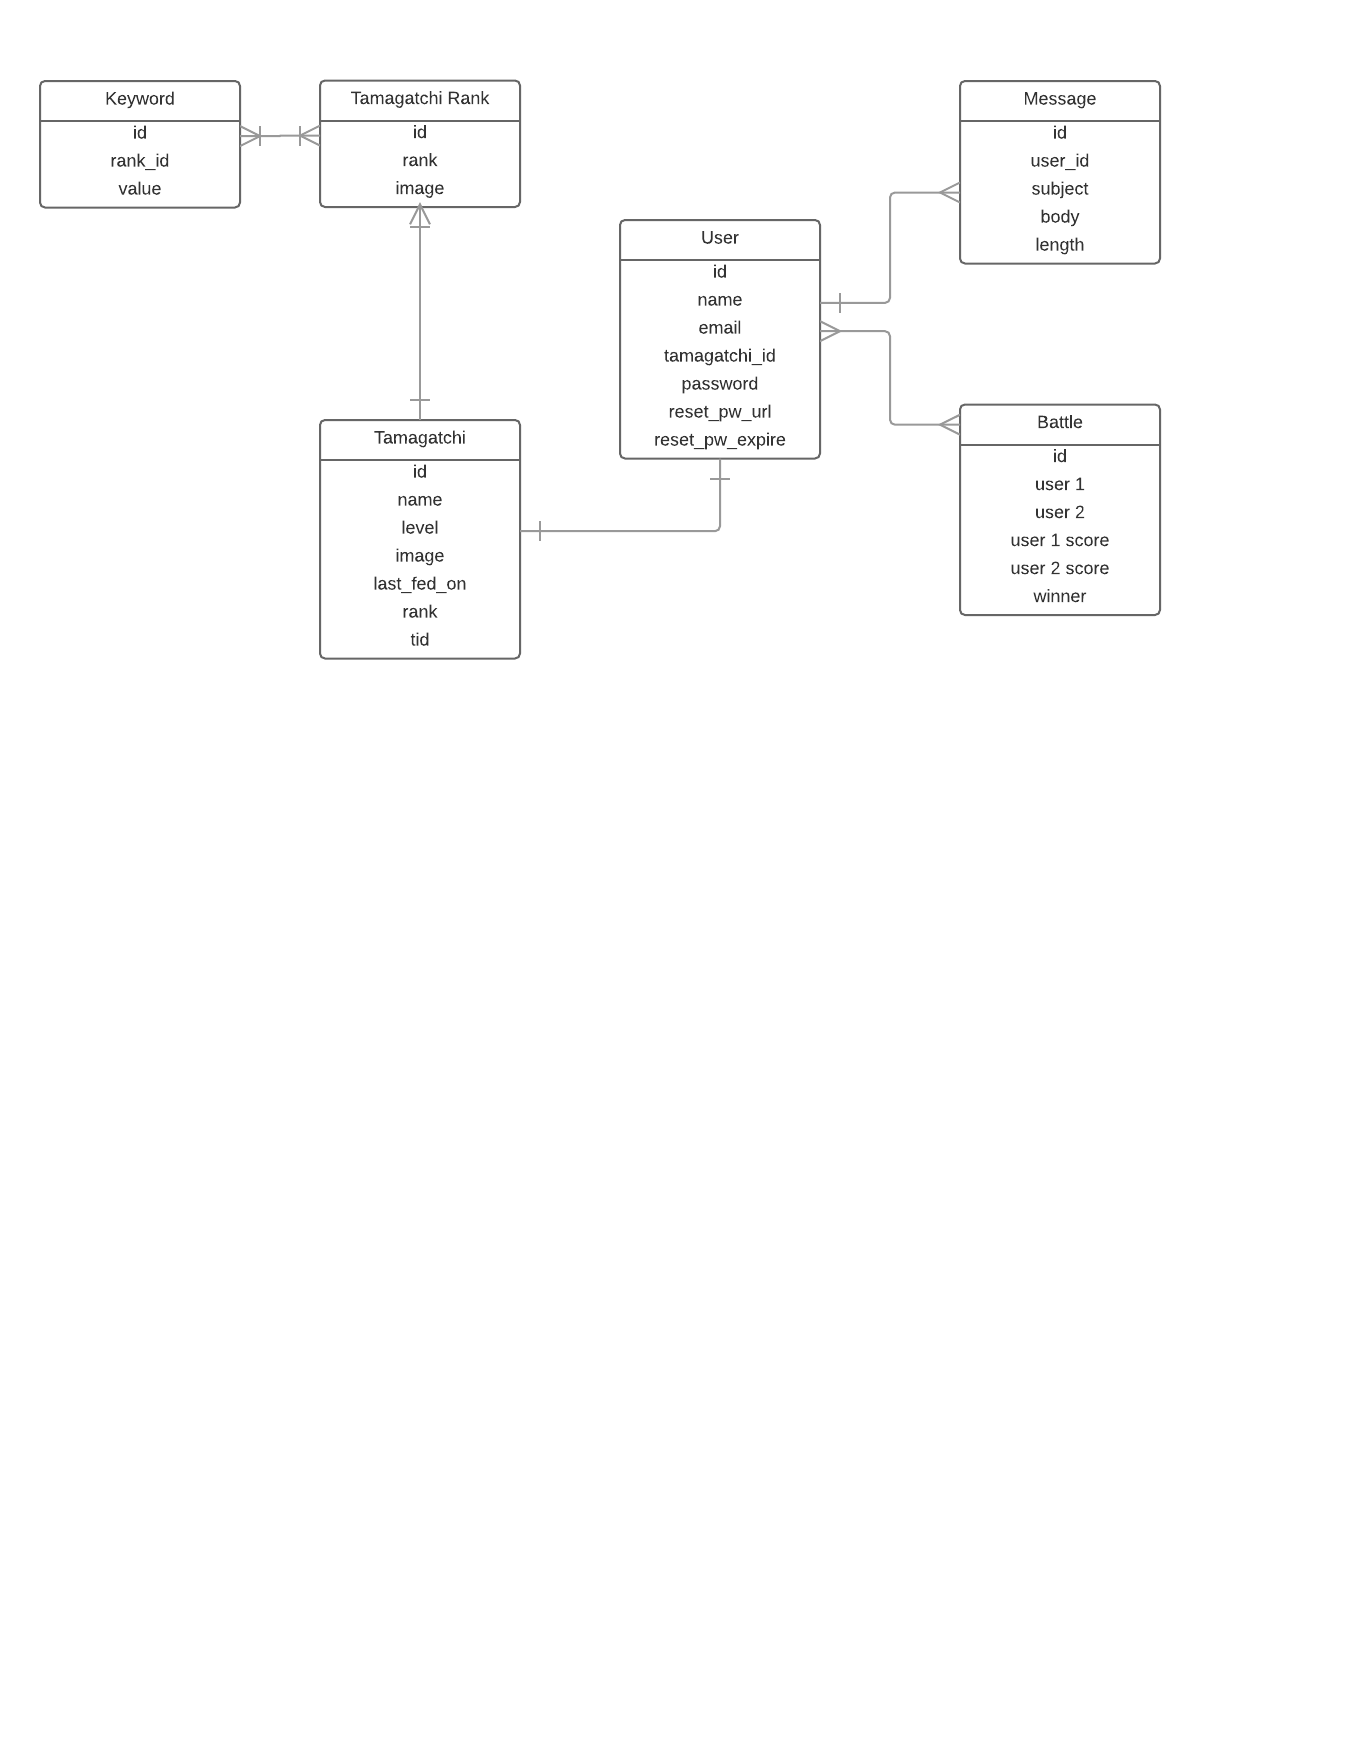 Keyword
id
rank_id
value
Tamagatchi Rank
id
rank
image
Message
id
user_id
subject
body
length
User
id
name
email
tamagatchi_id
password
reset_pw_url
reset_pw_expire
Tamagatchi
id
name
level
image
last_fed_on
rank
tid
Battle
id
user 1
user 2
user 1 score
user 2 score
winner